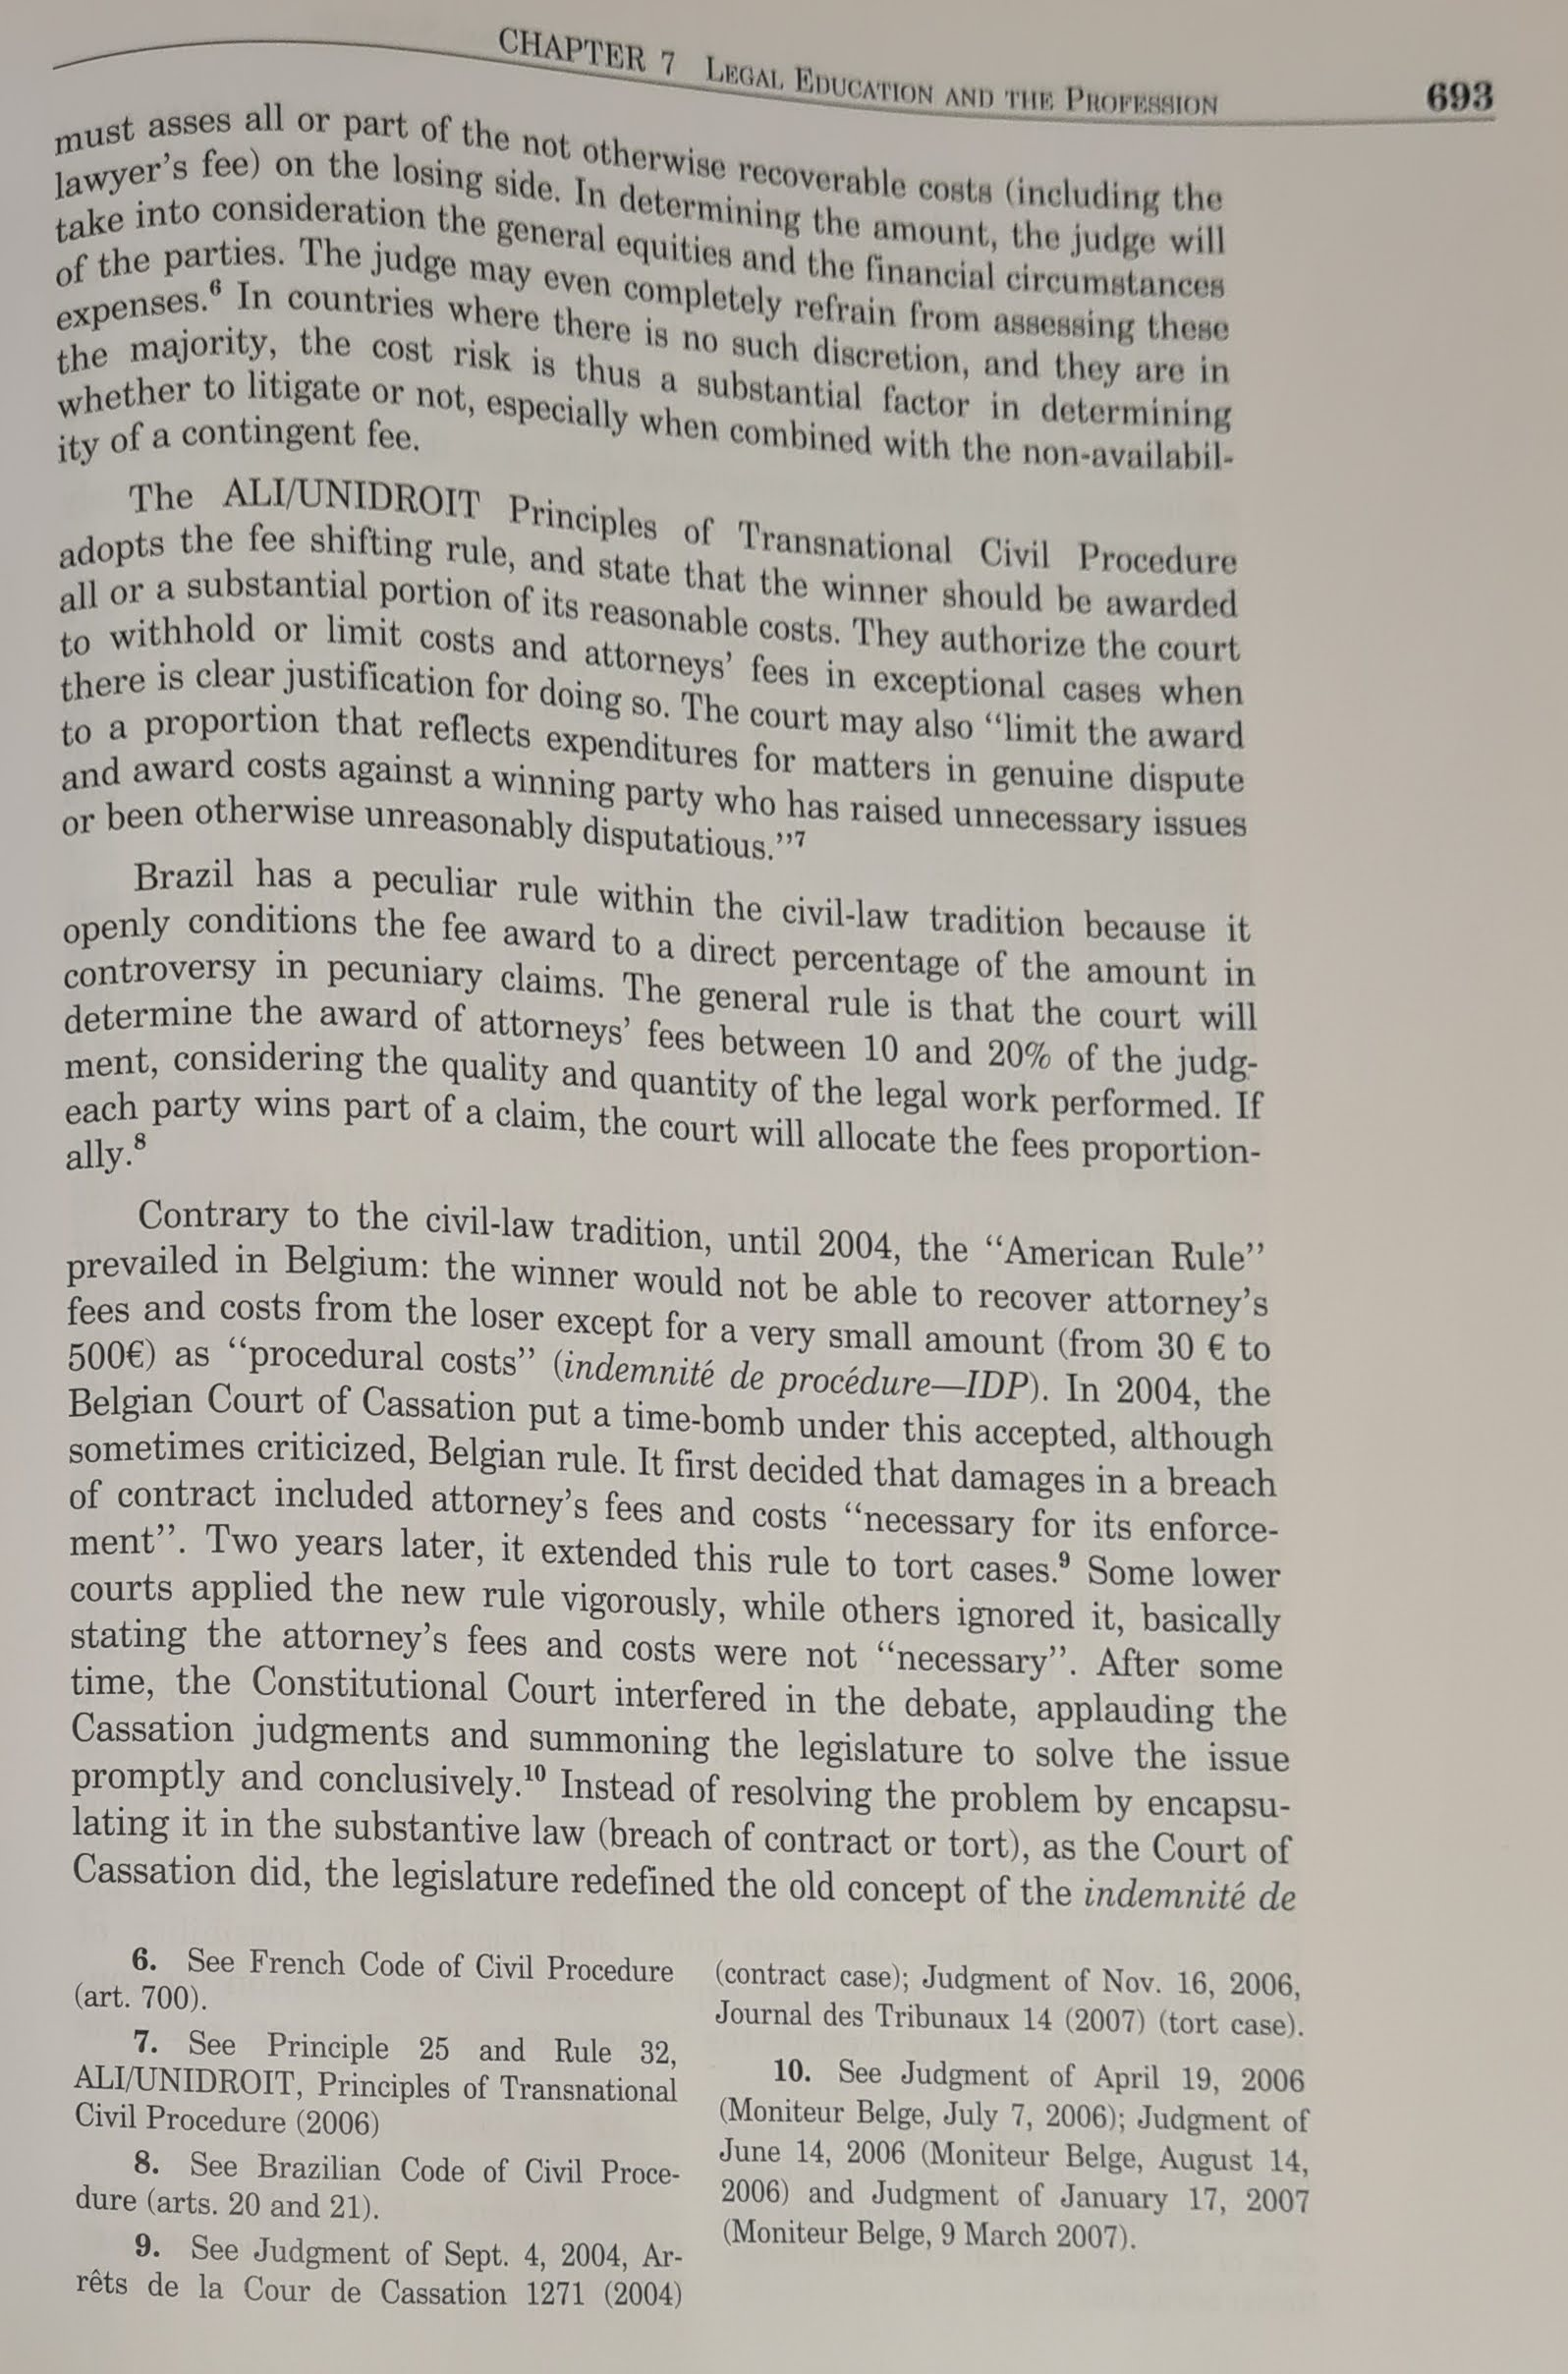 CHAPTER 7 LEGAL EDUCATION AND THE PROFESSION 693
must asses all or part of the not otherwise recoverable costs (including the
lawyer's fee) on the losing side. In determining the amount, the judge will
take into consideration the general equities and the financial circumstances
of the parties. The judge may even completely refrain from assessing these
expenses.6 In countries where there is no such discretion, and they are in
the majority, the cost risk is thus a substantial factor in determining
whether to litigate or not, especially when combined with the non-availabil-
ity of a contingent fee.
The ALI/UNIDROIT Principles of Transnational Civil Procedure
adopts the fee shifting rule, and state that the winner should be awarded
all or a substantial portion of its reasonable costs. They authorize the court
to withhold or limit costs and attorneys' fees in exceptional cases when
there is clear justification for doing so. The court may also "limit the award
to a proportion that reflects expenditures for matters in genuine dispute
and award costs against a winning party who has raised unnecessary issues
or been otherwise unreasonably disputatious."7
Brazil has a peculiar rule within the civil-law tradition because it
openly conditions the fee award to a direct percentage of the amount in
controversy in pecuniary claims. The general rule is that the court will
determine the award of attorneys' fees between 10 and 20% of the judg-
ment, considering the quality and quantity of the legal work performed. If
each party wins part of a claim, the court will allocate the fees proportion-
ally.8
Contrary to the civil-law tradition, until 2004, the "American Rule"
prevailed in Belgium: the winner would not be able to recover attorney's
fees and costs from the loser except for a very small amount (from 30 € to
500€) as "procedural costs" (indemnité de procédure—IDP). In 2004, the
Belgian Court of Cassation put a time-bomb under this accepted, although
sometimes criticized, Belgian rule. It first decided that damages in a breach
of contract included attorney's fees and costs "necessary for its enforce-
ment". Two years later, it extended this rule to tort cases.9 Some lower
courts applied the new rule vigorously, while others ignored it, basically
stating the attorney's fees and costs were not "necessary". After some
time, the Constitutional Court interfered in the debate, applauding the
Cassation judgments and summoning the legislature to solve the issue
promptly and conclusively.10 Instead of resolving the problem by encapsu-
lating it in the substantive law (breach of contract or tort), as the Court of
Cassation did, the legislature redefined the old concept of the indemnité de
6. See French Code of Civil Procedure
(art. 700).
7. See Principle 25 and Rule 32,
ALI/UNIDROIT, Principles of Transnational
Civil Procedure (2006)
8. See Brazilian Code of Civil Proce-
dure (arts. 20 and 21).
9. See Judgment of Sept. 4, 2004, Ar-
rêts de la Cour de Cassation 1271 (2004)
(contract case); Judgment of Nov. 16, 2006,
Journal des Tribunaux 14 (2007) (tort case).
10. See Judgment of April 19, 2006
(Moniteur Belge, July 7, 2006); Judgment of
June 14, 2006 (Moniteur Belge, August 14,
2006) and Judgment of January 17, 2007
(Moniteur Belge, 9 March 2007).